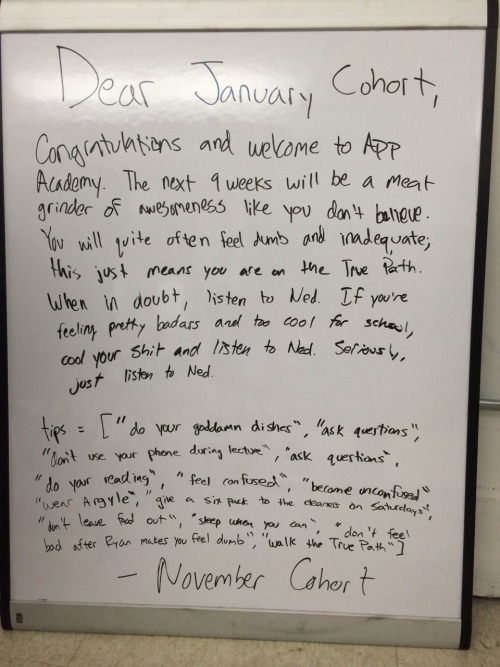 Dear January Cohort,
Congratulations and welcome to App
Academy. The next 9 weeks will be a meat
grinder of awesomeness like you don't believe.
You will quite often feel dumb and inadequate;
this just means you are on the True Path.
When in doubt, listen to Ned. If you're
feeling pretty badass and too cool for school,
cool your shit and listen to Ned. Seriously,
just listen to Ned.
tips = ["do your goddamn dishes", "ask questions",
"don't use your phone during lecture", "ask questions",
"do your reading", "feel confused", "become unconfused"
"wear Argyle", "give a six pack to the cleaners on Saturdays",
"don't leave food out", "sleep when you can", "don't feel
bad after Ryan makes you feel dumb", "walk the True Path"]
- November Cohort